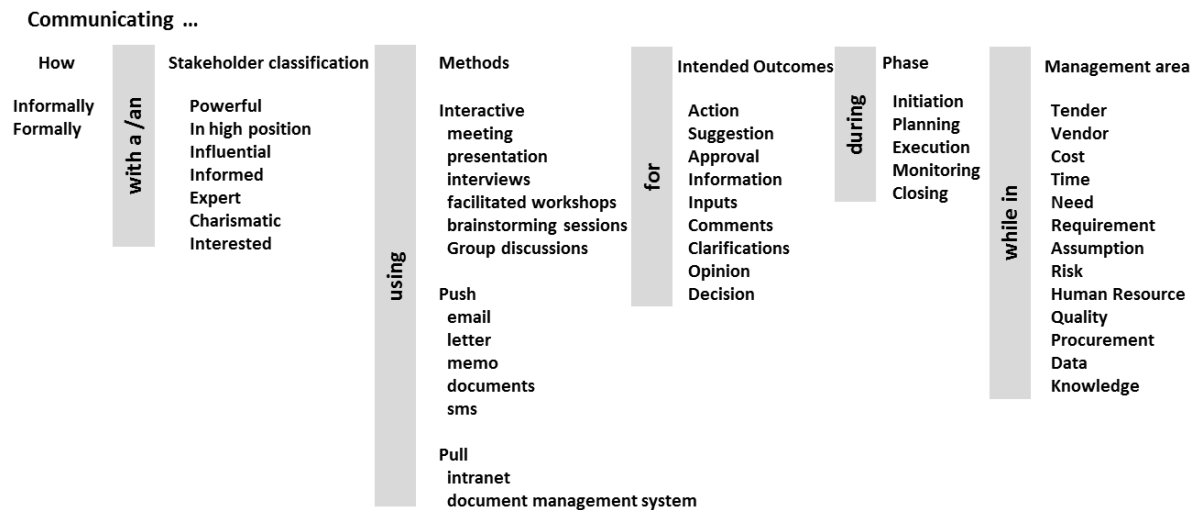 Communicating ...
How
Informally
Formally
with a /an
Stakeholder classification
Powerful
In high position
Influential
Informed
Expert
Charismatic
Interested
using
Methods
Interactive
meeting
presentation
interviews
facilitated workshops
brainstorming sessions
Group discussions
Push
email
letter
memo
documents
sms
Pull
intranet
document management system
for
Intended Outcomes
Action
Suggestion
Approval
Information
Inputs
Comments
Clarifications
Opinion
Decision
during
Phase
Initiation
Planning
Execution
Monitoring
Closing
while in
Management area
Tender
Vendor
Cost
Time
Need
Requirement
Assumption
Risk
Human Resource
Quality
Procurement
Data
Knowledge